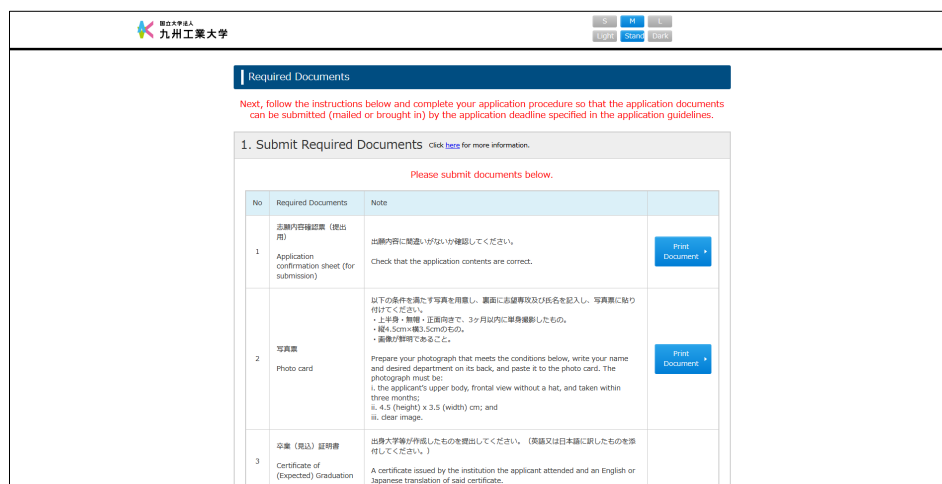 国立大学法人
九州工業大学
S M L
Light Stand Dark
Required Documents
Next, follow the instructions below and complete your application procedure so that the application documents
can be submitted (mailed or brought in) by the application deadline specified in the application guidelines.
1. Submit Required Documents Click here for more information.
Please submit documents below.
No Required Documents Note
1
志願内容確認票(提出
用)
Application
confirmation sheet (for
submission)
出願内容に間違いがないか確認してください。
Check that the application contents are correct.
Print
Document
2
写真票
Photo card
以下の条件を満たす写真を用意し、裏面に志望専攻及び氏名を記入し、写真票に貼り
付けてください。
・上半身・無帽・正面向きで、3ヶ月以内に単身撮影したもの。
・縦4.5cm×横3.5cmのもの。
・画像が鮮明であること。
Prepare your photograph that meets the conditions below, write your name
and desired department on its back, and paste it to the photo card. The
photograph must be:
i. the applicant's upper body, frontal view without a hat, and taken within
three months;
ii. 4.5 (height) x 3.5 (width) cm; and
iii. clear image.
Print
Document
3
卒業(見込)証明書
Certificate of
(Expected) Graduation
出身大学等が作成したものを提出してください。(英語又は日本語に訳したものを添
付してください。)
A certificate issued by the institution the applicant attended and an English or
Japanese translation of said certificate.